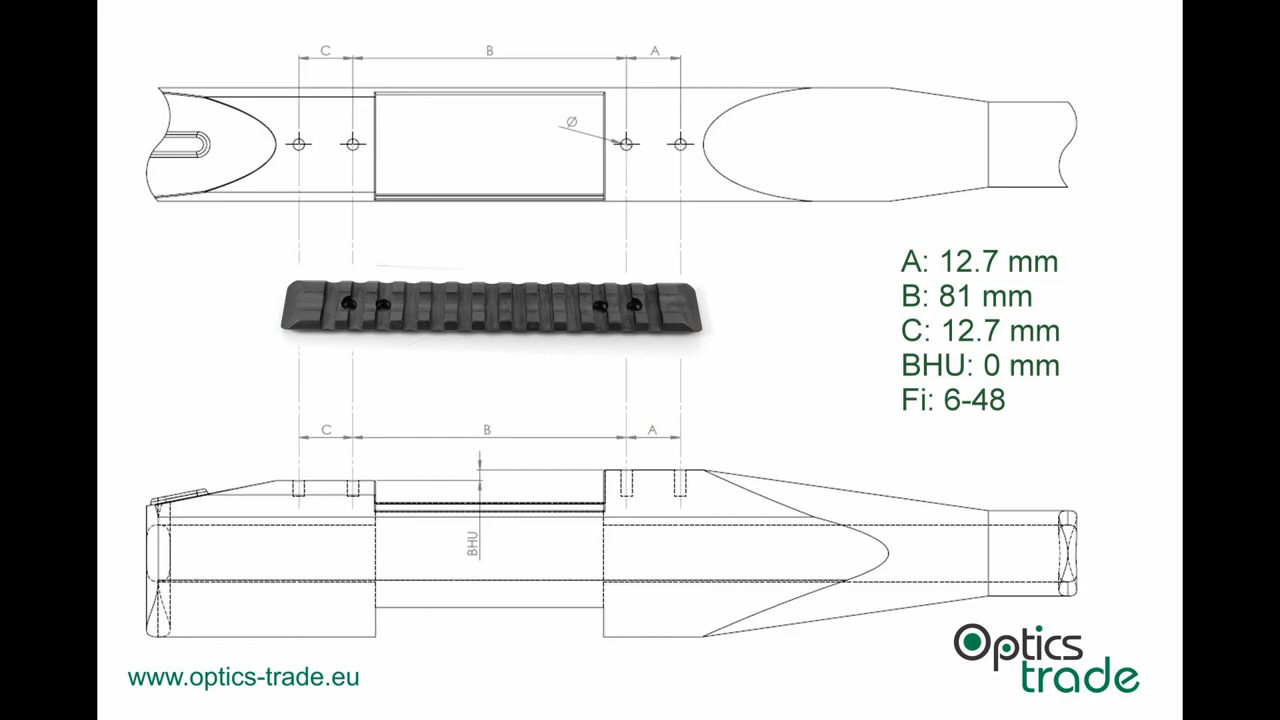 C B A
Ø
A: 12.7 mm
B: 81 mm
C: 12.7 mm
BHU: 0 mm
Fi: 6-48
C B A
BHU
www.optics-trade.eu
Optics
trade